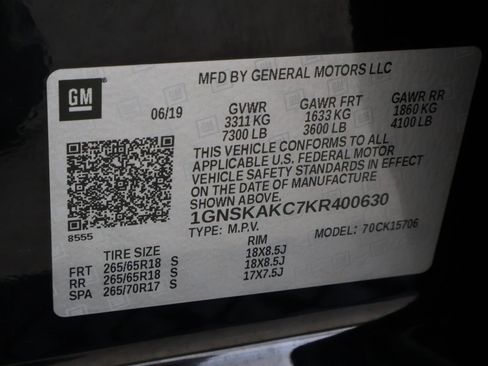 MFD BY GENERAL MOTORS LLC
GM
06/19
GVWR GAWR FRT GAWR RR
3311 KG 1633 KG 1860 KG
7300 LB 3600 LB 4100 LB
THIS VEHICLE CONFORMS TO ALL
APPLICABLE U.S. FEDERAL MOTOR
VEHICLE SAFETY STANDARDS IN EFFECT
ON THE DATE OF MANUFACTURE
SHOWN ABOVE.
1GNSKAKC7KR400630
8555
TYPE: M.P.V. MODEL: 70CK15706
TIRE SIZE RIM
FRT 265/65R18 S 18X8.5J
RR 265/65R18 S 18X8.5J
SPA 265/70R17 S 17X7.5J